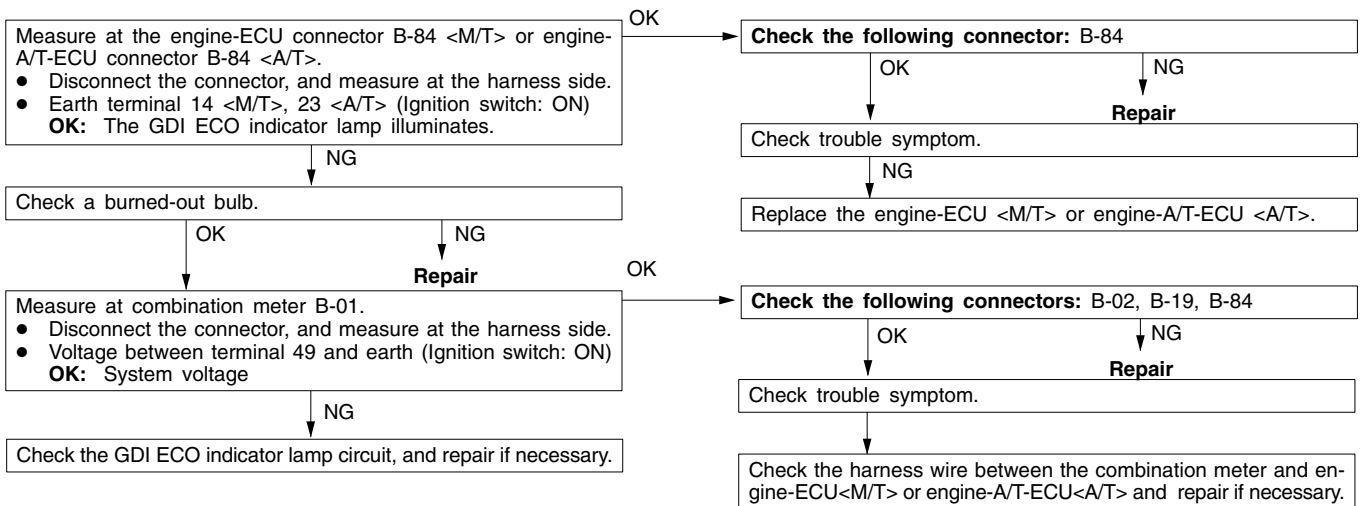 Measure at the engine-ECU connector B-84 <M/T> or engine-
A/T-ECU connector B-84 <A/T>.
● Disconnect the connector, and measure at the harness side.
● Earth terminal 14 <M/T>, 23 <A/T> (Ignition switch: ON)
OK: The GDI ECO indicator lamp illuminates.
OK
Check the following connector: B-84
OK
NG
Repair
Check trouble symptom.
NG
Replace the engine-ECU <M/T> or engine-A/T-ECU <A/T>.
NG
Check a burned-out bulb.
OK
NG
Repair
Measure at combination meter B-01.
● Disconnect the connector, and measure at the harness side.
● Voltage between terminal 49 and earth (Ignition switch: ON)
OK: System voltage
OK
Check the following connectors: B-02, B-19, B-84
OK
NG
Repair
Check trouble symptom.
Check the harness wire between the combination meter and en-
gine-ECU<M/T> or engine-A/T-ECU<A/T> and repair if necessary.
NG
Check the GDI ECO indicator lamp circuit, and repair if necessary.